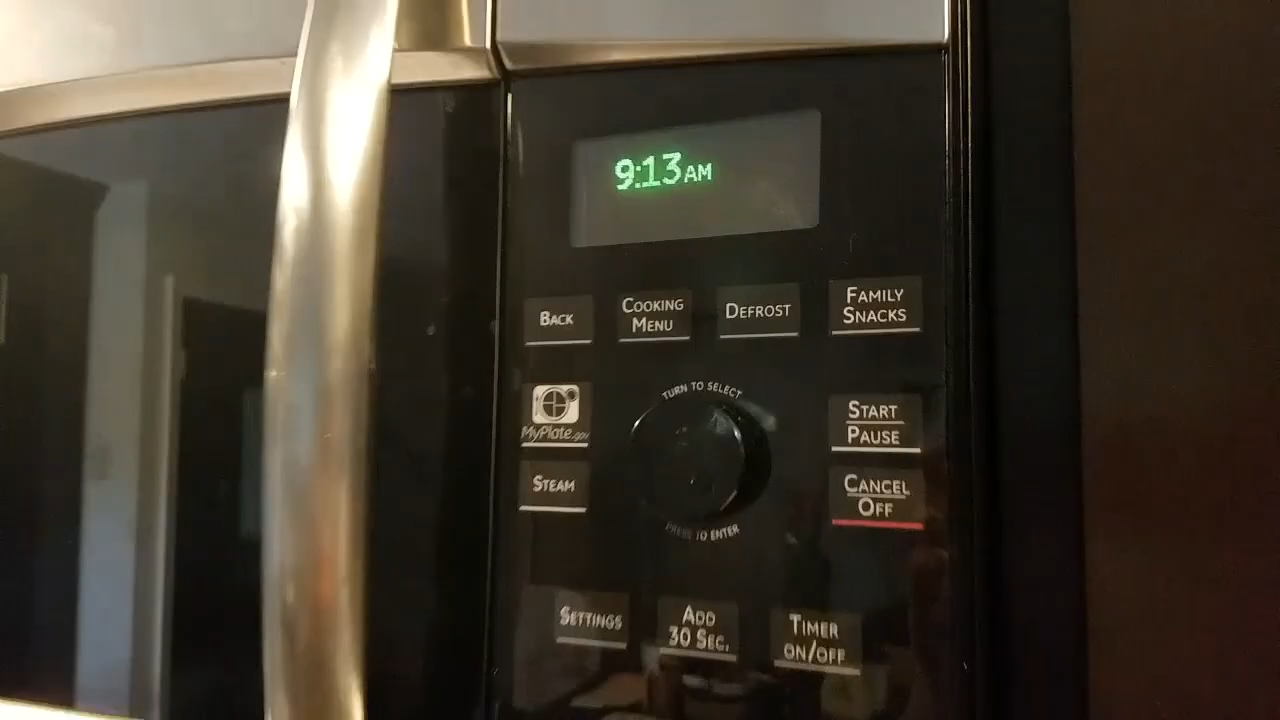 9:13 AM
BACK
COOKING
MENU
DEFROST
FAMILY
SNACKS
TURN TO SELECT
MyPlate.gov
START
PAUSE
STEAM
CANCEL
OFF
PRESS TO ENTER
SETTINGS
ADD
30 SEC.
TIMER
ON/OFF